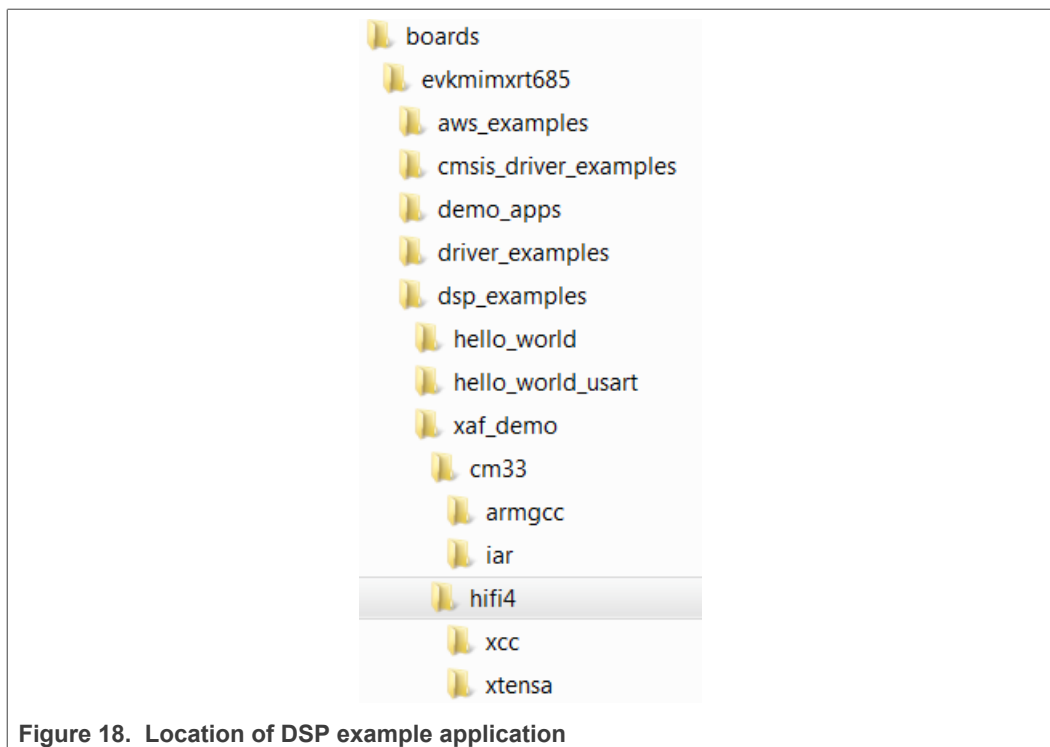 boards
evkmimxrt685
aws_examples
cmsis_driver_examples
demo_apps
driver_examples
dsp_examples
hello_world
hello_world_usart
xaf_demo
cm33
armgcc
iar
hifi4
xcc
xtensa
Figure 18. Location of DSP example application